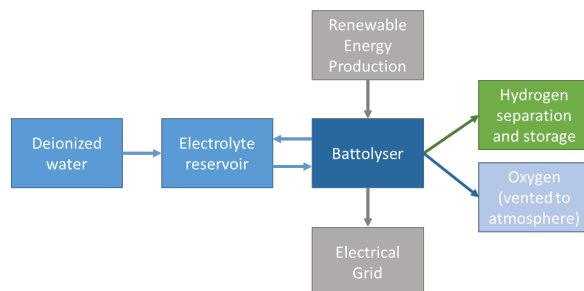 Renewable
Energy
Production
Hydrogen
separation
and storage
Deionized
water
Electrolyte
reservoir
Battolyser
Oxygen
(vented to
atmosphere)
Electrical
Grid